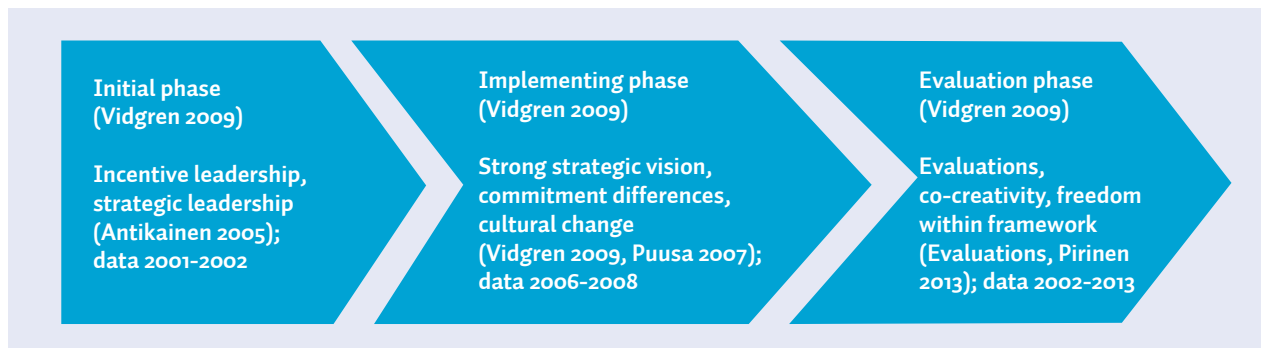 Initial phase
(Vidgren 2009)
Incentive leadership,
strategic leadership
(Antikainen 2005);
data 2001-2002
Implementing phase
(Vidgren 2009)
Strong strategic vision,
commitment differences,
cultural change
(Vidgren 2009, Puusa 2007);
data 2006-2008
Evaluation phase
(Vidgren 2009)
Evaluations,
co-creativity, freedom
within framework
(Evaluations, Pirinen
2013); data 2002-2013